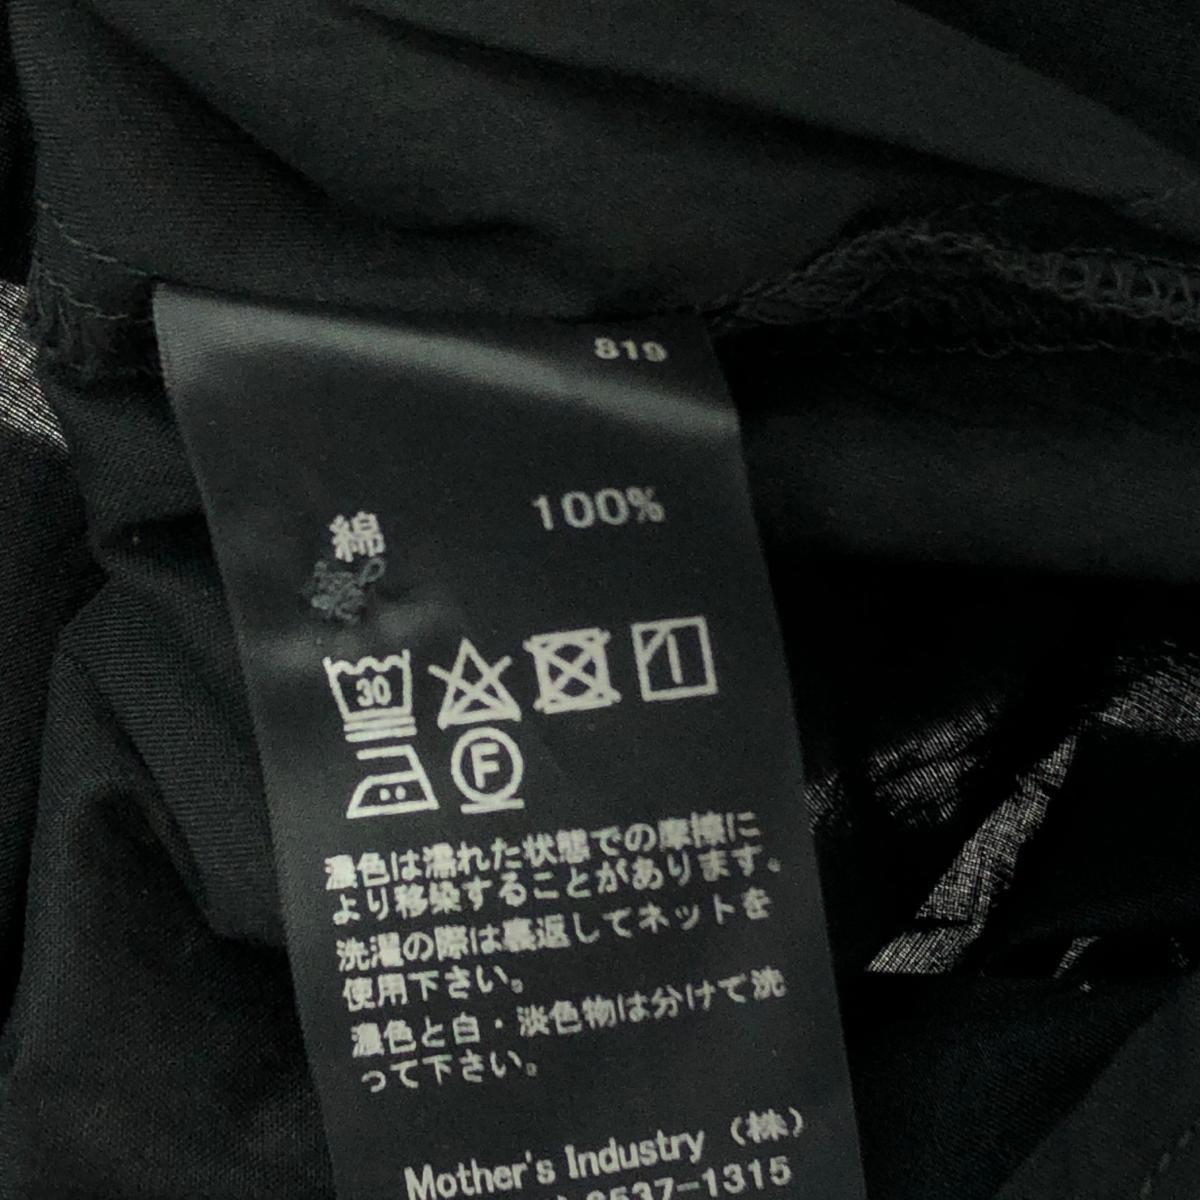 819
綿 100%
30
F
濃色は濡れた状態での摩擦に
より移染することがあります。
洗濯の際は裏返してネットを
使用下さい。
濃色と白・淡色物は分けて洗
って下さい。
Mother's Industry (株)
6537-1315